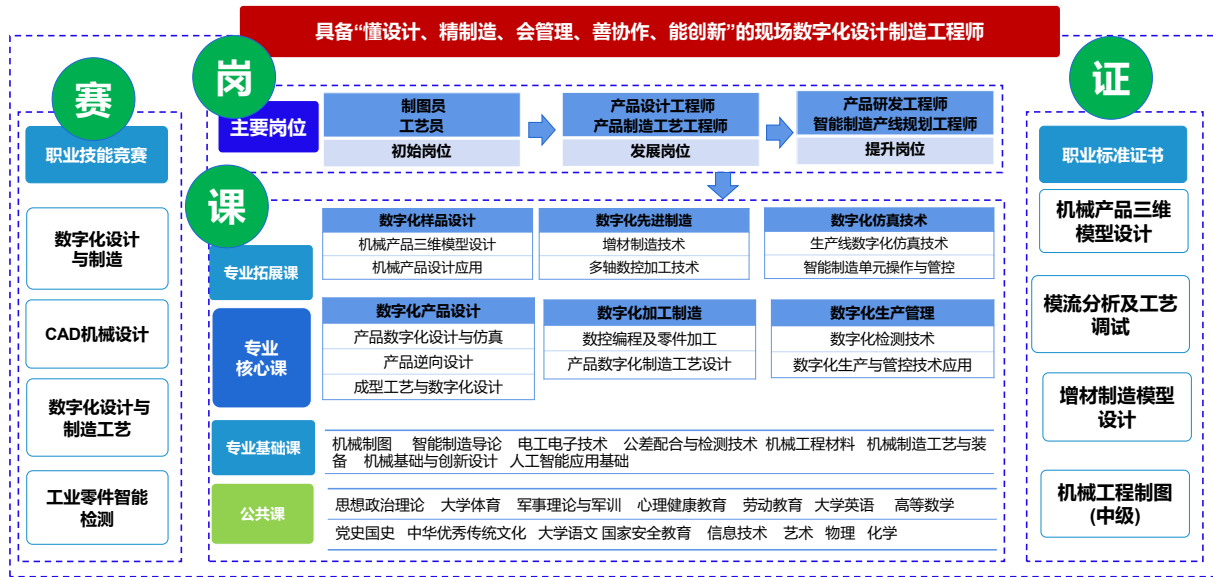 具备“懂设计、精制造、会管理、善协作、能创新”的现场数字化设计制造工程师
赛
职业技能竞赛
数字化设计
与制造
CAD机械设计
数字化设计与
制造工艺
工业零件智能
检测
岗
主要岗位
制图员
工艺员
初始岗位
产品设计工程师
产品制造工艺工程师
发展岗位
产品研发工程师
智能制造产线规划工程师
提升岗位
课
专业拓展课
数字化样品设计
机械产品三维模型设计
机械产品设计应用
数字化先进制造
增材制造技术
多轴数控加工技术
数字化仿真技术
生产线数字化仿真技术
智能制造单元操作与管控
专业
核心课
数字化产品设计
产品数字化设计与仿真
产品逆向设计
成型工艺与数字化设计
数字化加工制造
数控编程及零件加工
产品数字化制造工艺设计
数字化生产管理
数字化检测技术
数字化生产与管控技术应用
专业基础课
机械制图 智能制造导论 电工电子技术 公差配合与检测技术 机械工程材料 机械制造工艺与装
备 机械基础与创新设计 人工智能应用基础
公共课
思想政治理论 大学体育 军事理论与军训 心理健康教育 劳动教育 大学英语 高等数学
党史国史 中华优秀传统文化 大学语文 国家安全教育 信息技术 艺术 物理 化学
证
职业标准证书
机械产品三维
模型设计
模流分析及工艺
调试
增材制造模型
设计
机械工程制图
(中级)